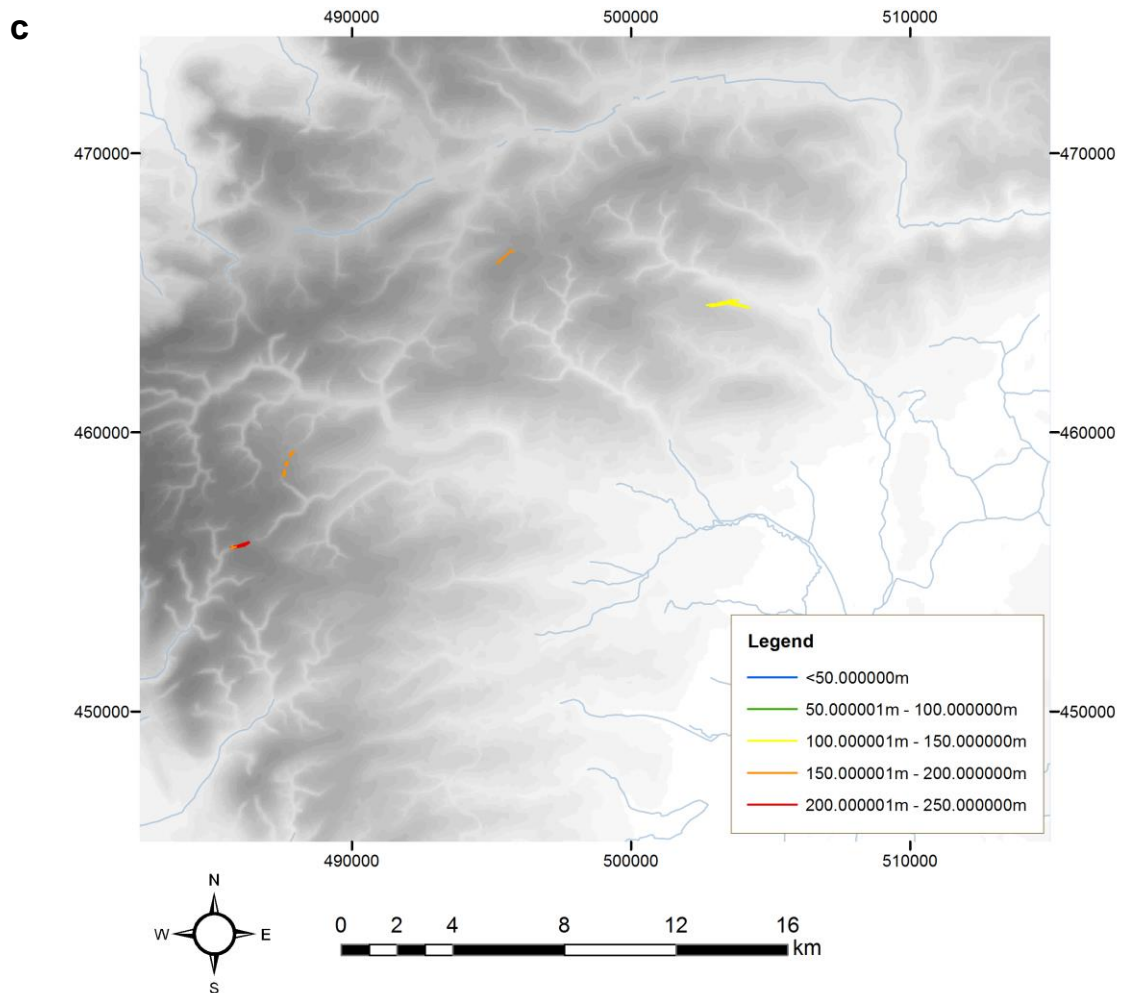 c
490000 500000 510000
470000 470000
460000 460000
450000 450000
Legend
<50.000000m
50.000001m - 100.000000m
100.000001m - 150.000000m
150.000001m - 200.000000m
200.000001m - 250.000000m
490000 500000 510000
N
W E
S
0 2 4 8 12 16
km